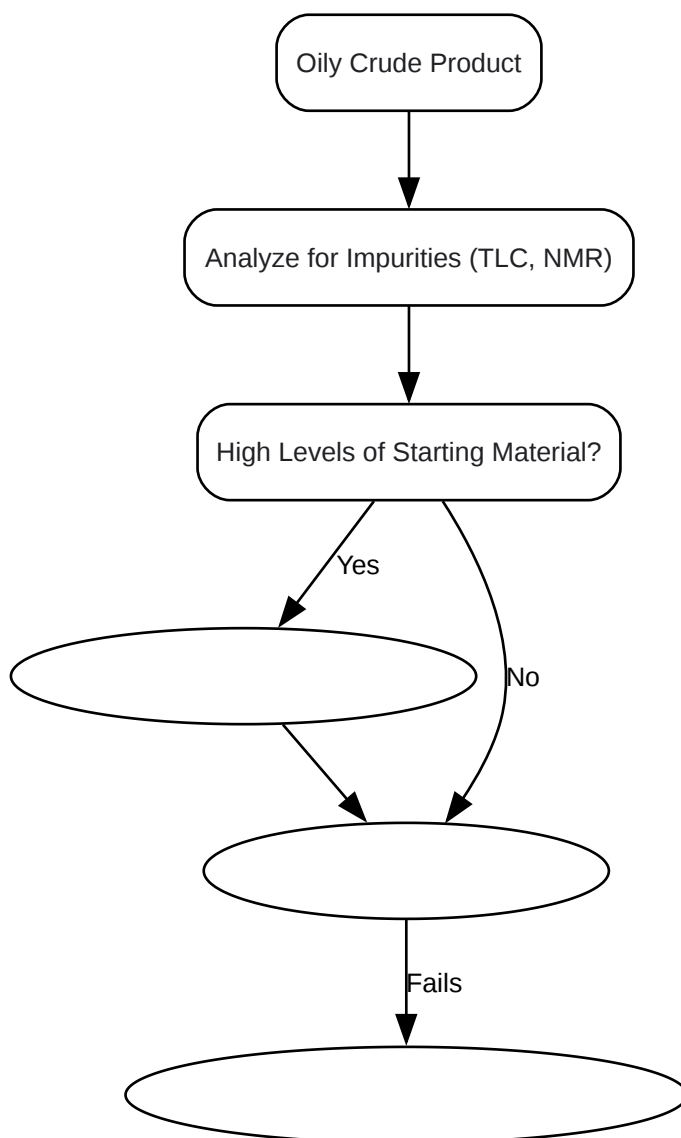 Oily Crude Product
Analyze for Impurities (TLC, NMR)
High Levels of Starting Material?
Yes
No
Fails